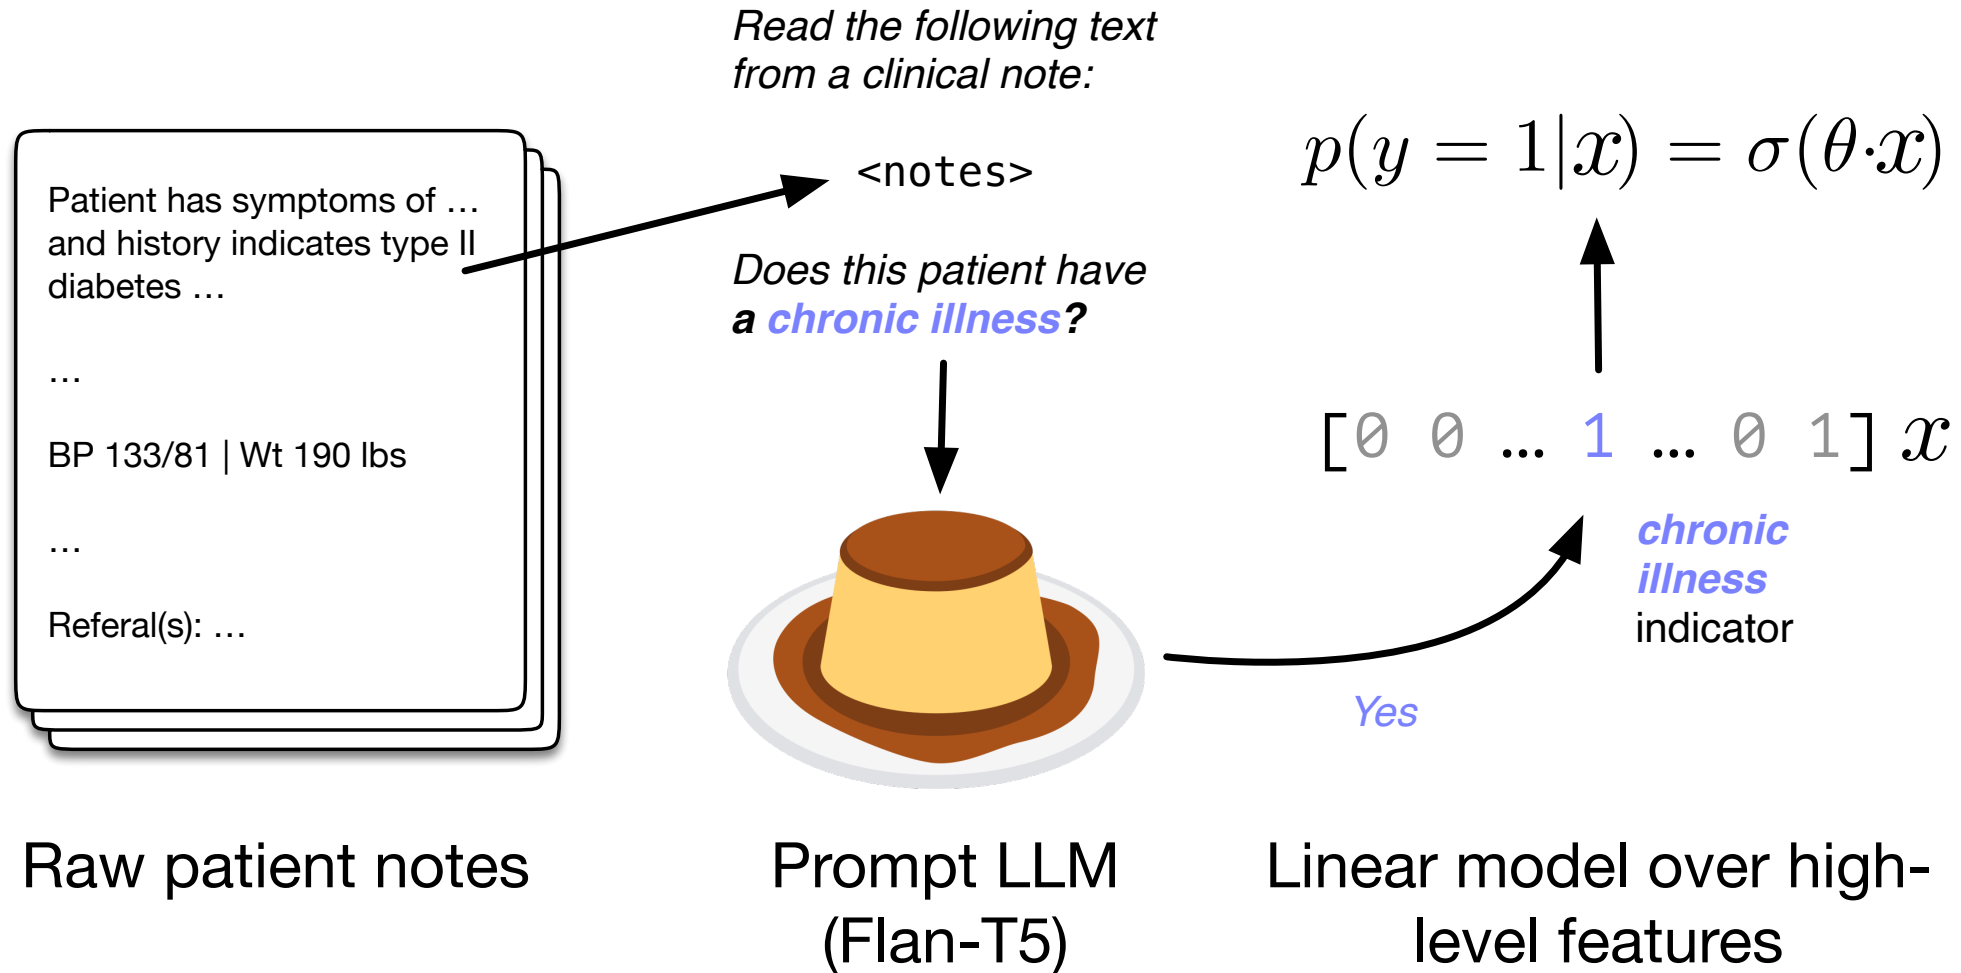 Patient has symptoms of …
and history indicates type II
diabetes …
…
BP 133/81 | Wt 190 lbs
…
Referal(s): …
Raw patient notes
Read the following text
from a clinical note:
<notes>
Does this patient have
a chronic illness?
Prompt LLM
(Flan-T5)
Yes
p(y = 1|x) = σ(θ·x)
[0 0 … 1 … 0 1] x
chronic
illness
indicator
Linear model over high-
level features